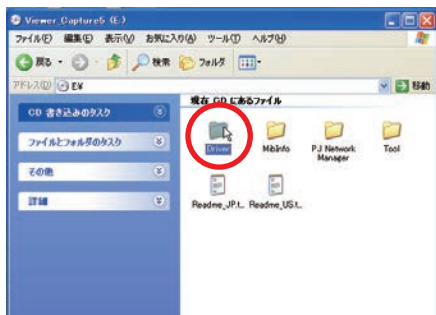 Viewer_Capture5 (E:)
ファイル(F) 編集(E) 表示(V) お気に入り(A) ツール(T) ヘルプ(H)
戻る 検索 フォルダ
アドレス(D) E:¥ 移動
現在 CD にあるファイル
CD 書き込みのタスク
ファイルとフォルダのタスク
その他
詳細
Driver Mibinfo PJ Network Manager Tool
Readme_JP.t... Readme_US.t...